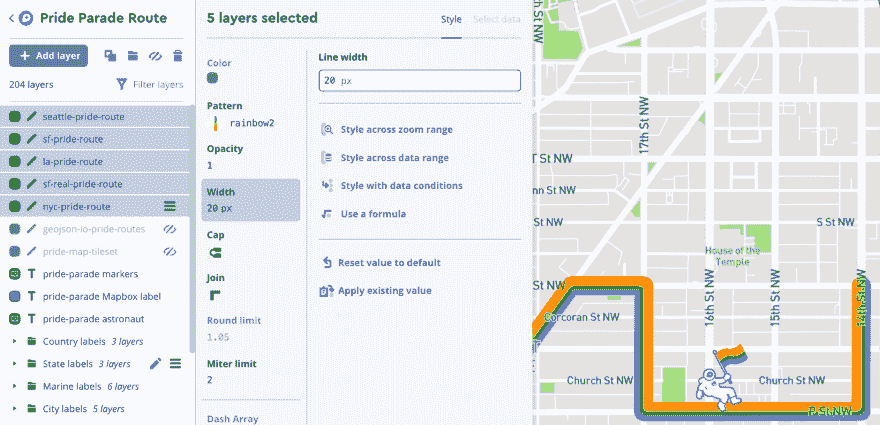 Pride Parade Route
Add layer
204 layers
Filter layers
seattle-pride-route
sf-pride-route
la-pride-route
sf-real-pride-route
nyc-pride-route
geojson-io-pride-routes
pride-map-tileset
pride-parade markers
pride-parade Mapbox label
pride-parade astronaut
Country labels 3 layers
State labels 3 layers
Marine labels 6 layers
City labels 5 layers
5 layers selected
Style
Select data
Color
Pattern
rainbow2
Opacity
1
Width
20 px
Cap
Join
Round limit
1.05
Miter limit
2
Dash Array
Line width
20 px
Style across zoom range
Style across data range
Style with data conditions
Use a formula
Reset value to default
Apply existing value
St NW
17th St NW
T St NW
nn St NW
St NW
S St NW
House of the
Temple
St NW
16th St NW
15th St NW
14th St NW
Corcoran St NW
Church St NW
Church St NW
P St NW